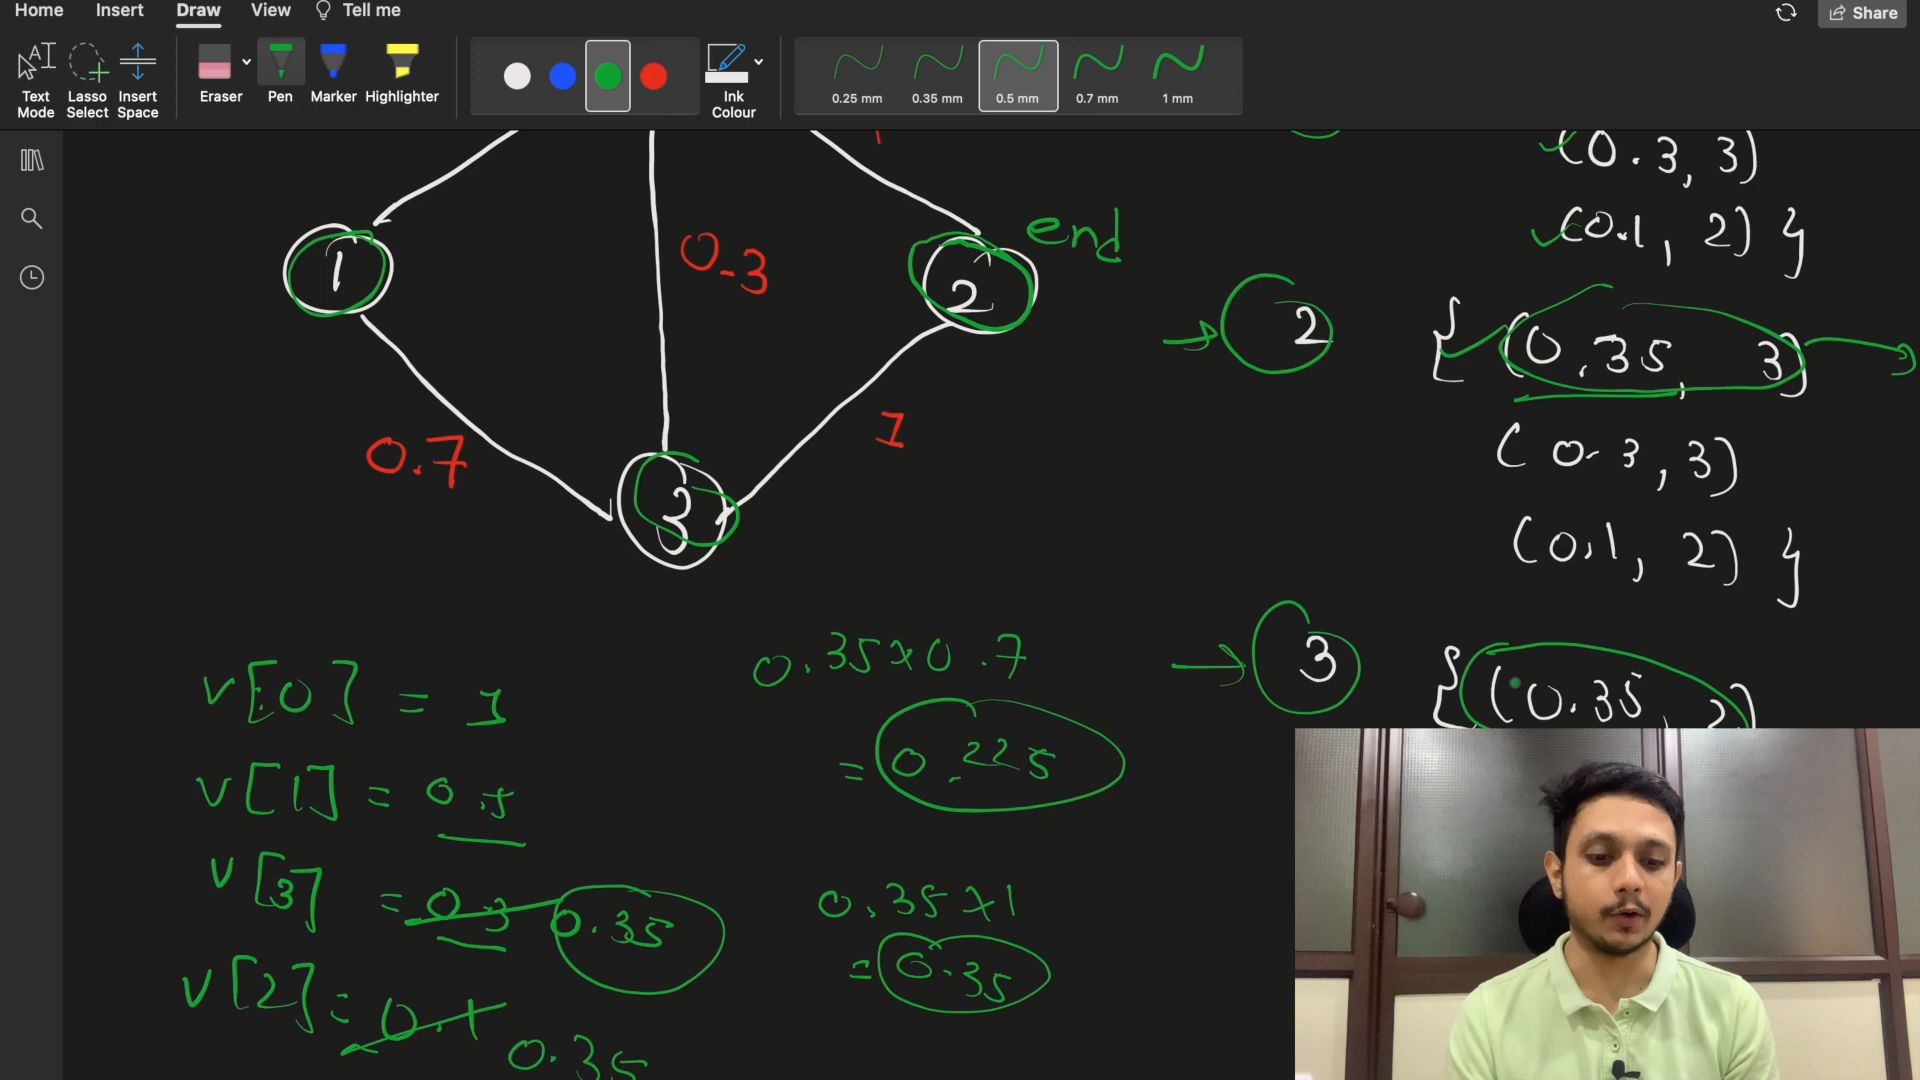 Home Insert Draw View Tell me
Share
Text Mode
Lasso Select
Insert Space
Eraser
Pen
Marker
Highlighter
Ink Colour
0.25 mm
0.35 mm
0.5 mm
0.7 mm
1 mm
(0.3, 3)
(0.1, 2) }
1
0.3
2
end
→ 2
{ (0.35, 3)
(0.3, 3)
(0.1, 2) }
0.7
1
3
→ 3
{ (0.35, 2)
v[0] = 1
v[1] = 0.5
v[3] = 0.3 0.35
v[2] = 0.1
0.35
0.35 x 0.7
= 0.225
0.35 x 1
= 0.35